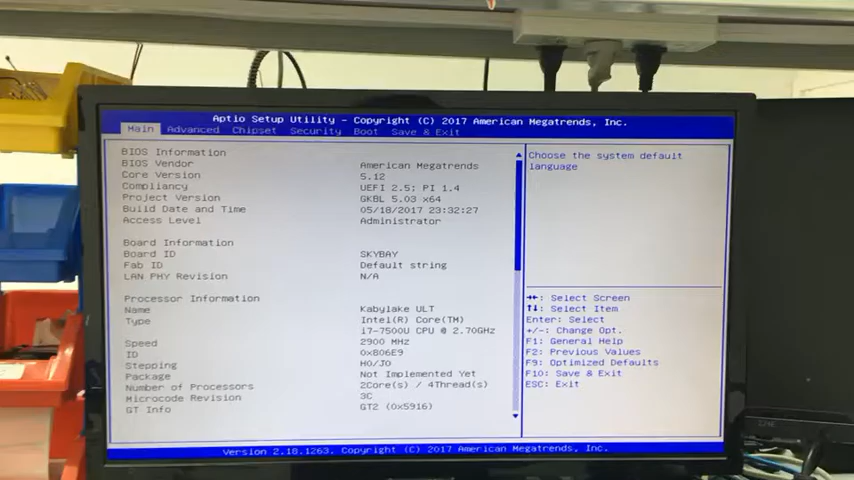 Aptio Setup Utility - Copyright (C) 2017 American Megatrends, Inc.
Main Advanced Chipset Security Boot Save & Exit
BIOS Information
BIOS Vendor American Megatrends
Core Version 5.12
Compliancy UEFI 2.5; PI 1.4
Project Version GKBL 5.03 x64
Build Date and Time 05/18/2017 23:32:27
Access Level Administrator
Board Information
Board ID SKYBAY
Fab ID Default string
LAN PHY Revision N/A
Processor Information
Name Kabylake ULT
Type Intel(R) Core(TM)
i7-7500U CPU @ 2.70GHz
Speed 2900 MHz
ID 0x806E9
Stepping H0/J0
Package Not Implemented Yet
Number of Processors 2Core(s) / 4Thread(s)
Microcode Revision 3C
GT Info GT2 (0x5916)
Choose the system default
language
→←: Select Screen
↑↓: Select Item
Enter: Select
+/-: Change Opt.
F1: General Help
F2: Previous Values
F9: Optimized Defaults
F10: Save & Exit
ESC: Exit
Version 2.18.1263. Copyright (C) 2017 American Megatrends, Inc.